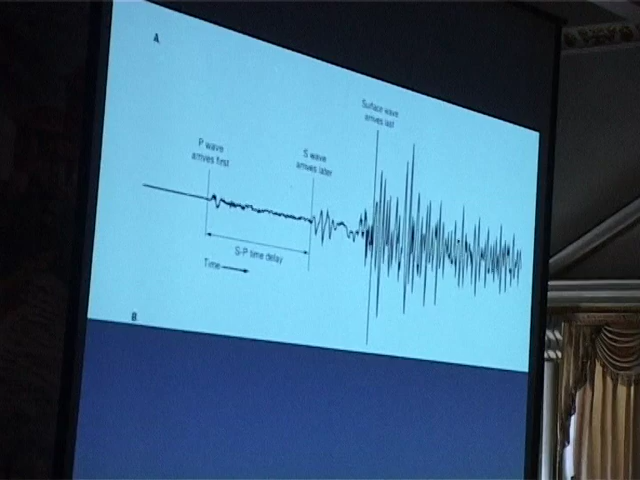 A
Surface wave
arrives last
P wave
arrives first
S wave
arrives later
S-P time delay
Time
B